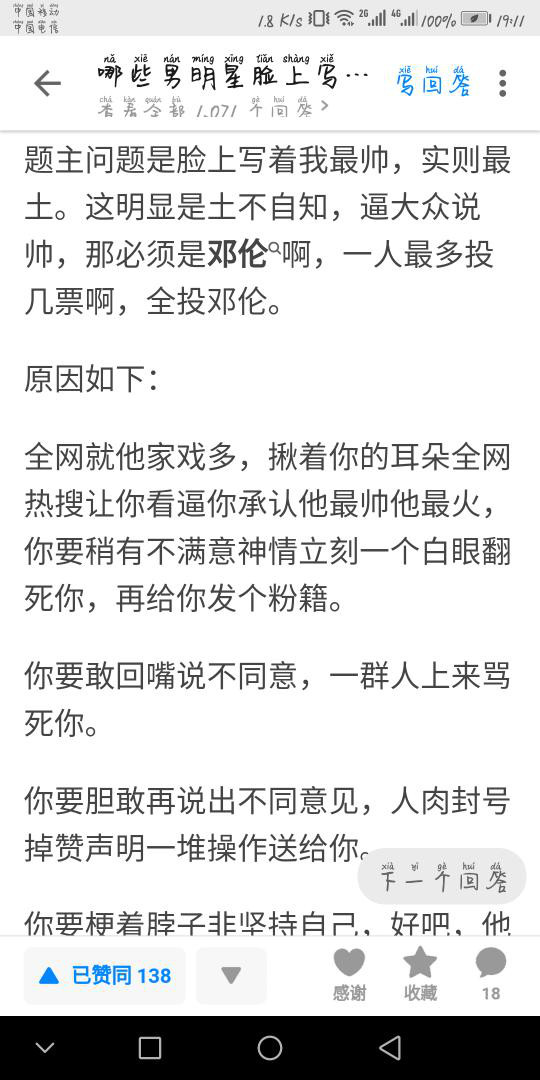 中国移动
中国电信
1.8 K/s 2G 4G 100% 19:11
nǎ xiē nán míng xīng liǎn shàng xiě
哪些男明星脸上写…
xiě huí dá
写回答
chá kàn quán bù gè huí dá
查看全部 1,071 个回答 >
题主问题是脸上写着我最帅，实则最
土。这明显是土不自知，逼大众说
帅，那必须是邓伦啊，一人最多投
几票啊，全投邓伦。
原因如下：
全网就他家戏多，揪着你的耳朵全网
热搜让你看逼你承认他最帅他最火，
你要稍有不满意神情立刻一个白眼翻
死你，再给你发个粉籍。
你要敢回嘴说不同意，一群人上来骂
死你。
你要胆敢再说出不同意见，人肉封号
掉赞声明一堆操作送给你。
xià yī gè huí dá
下一个回答
你要梗着脖子非坚持自己，好吧，他
已赞同 138
感谢
收藏
18